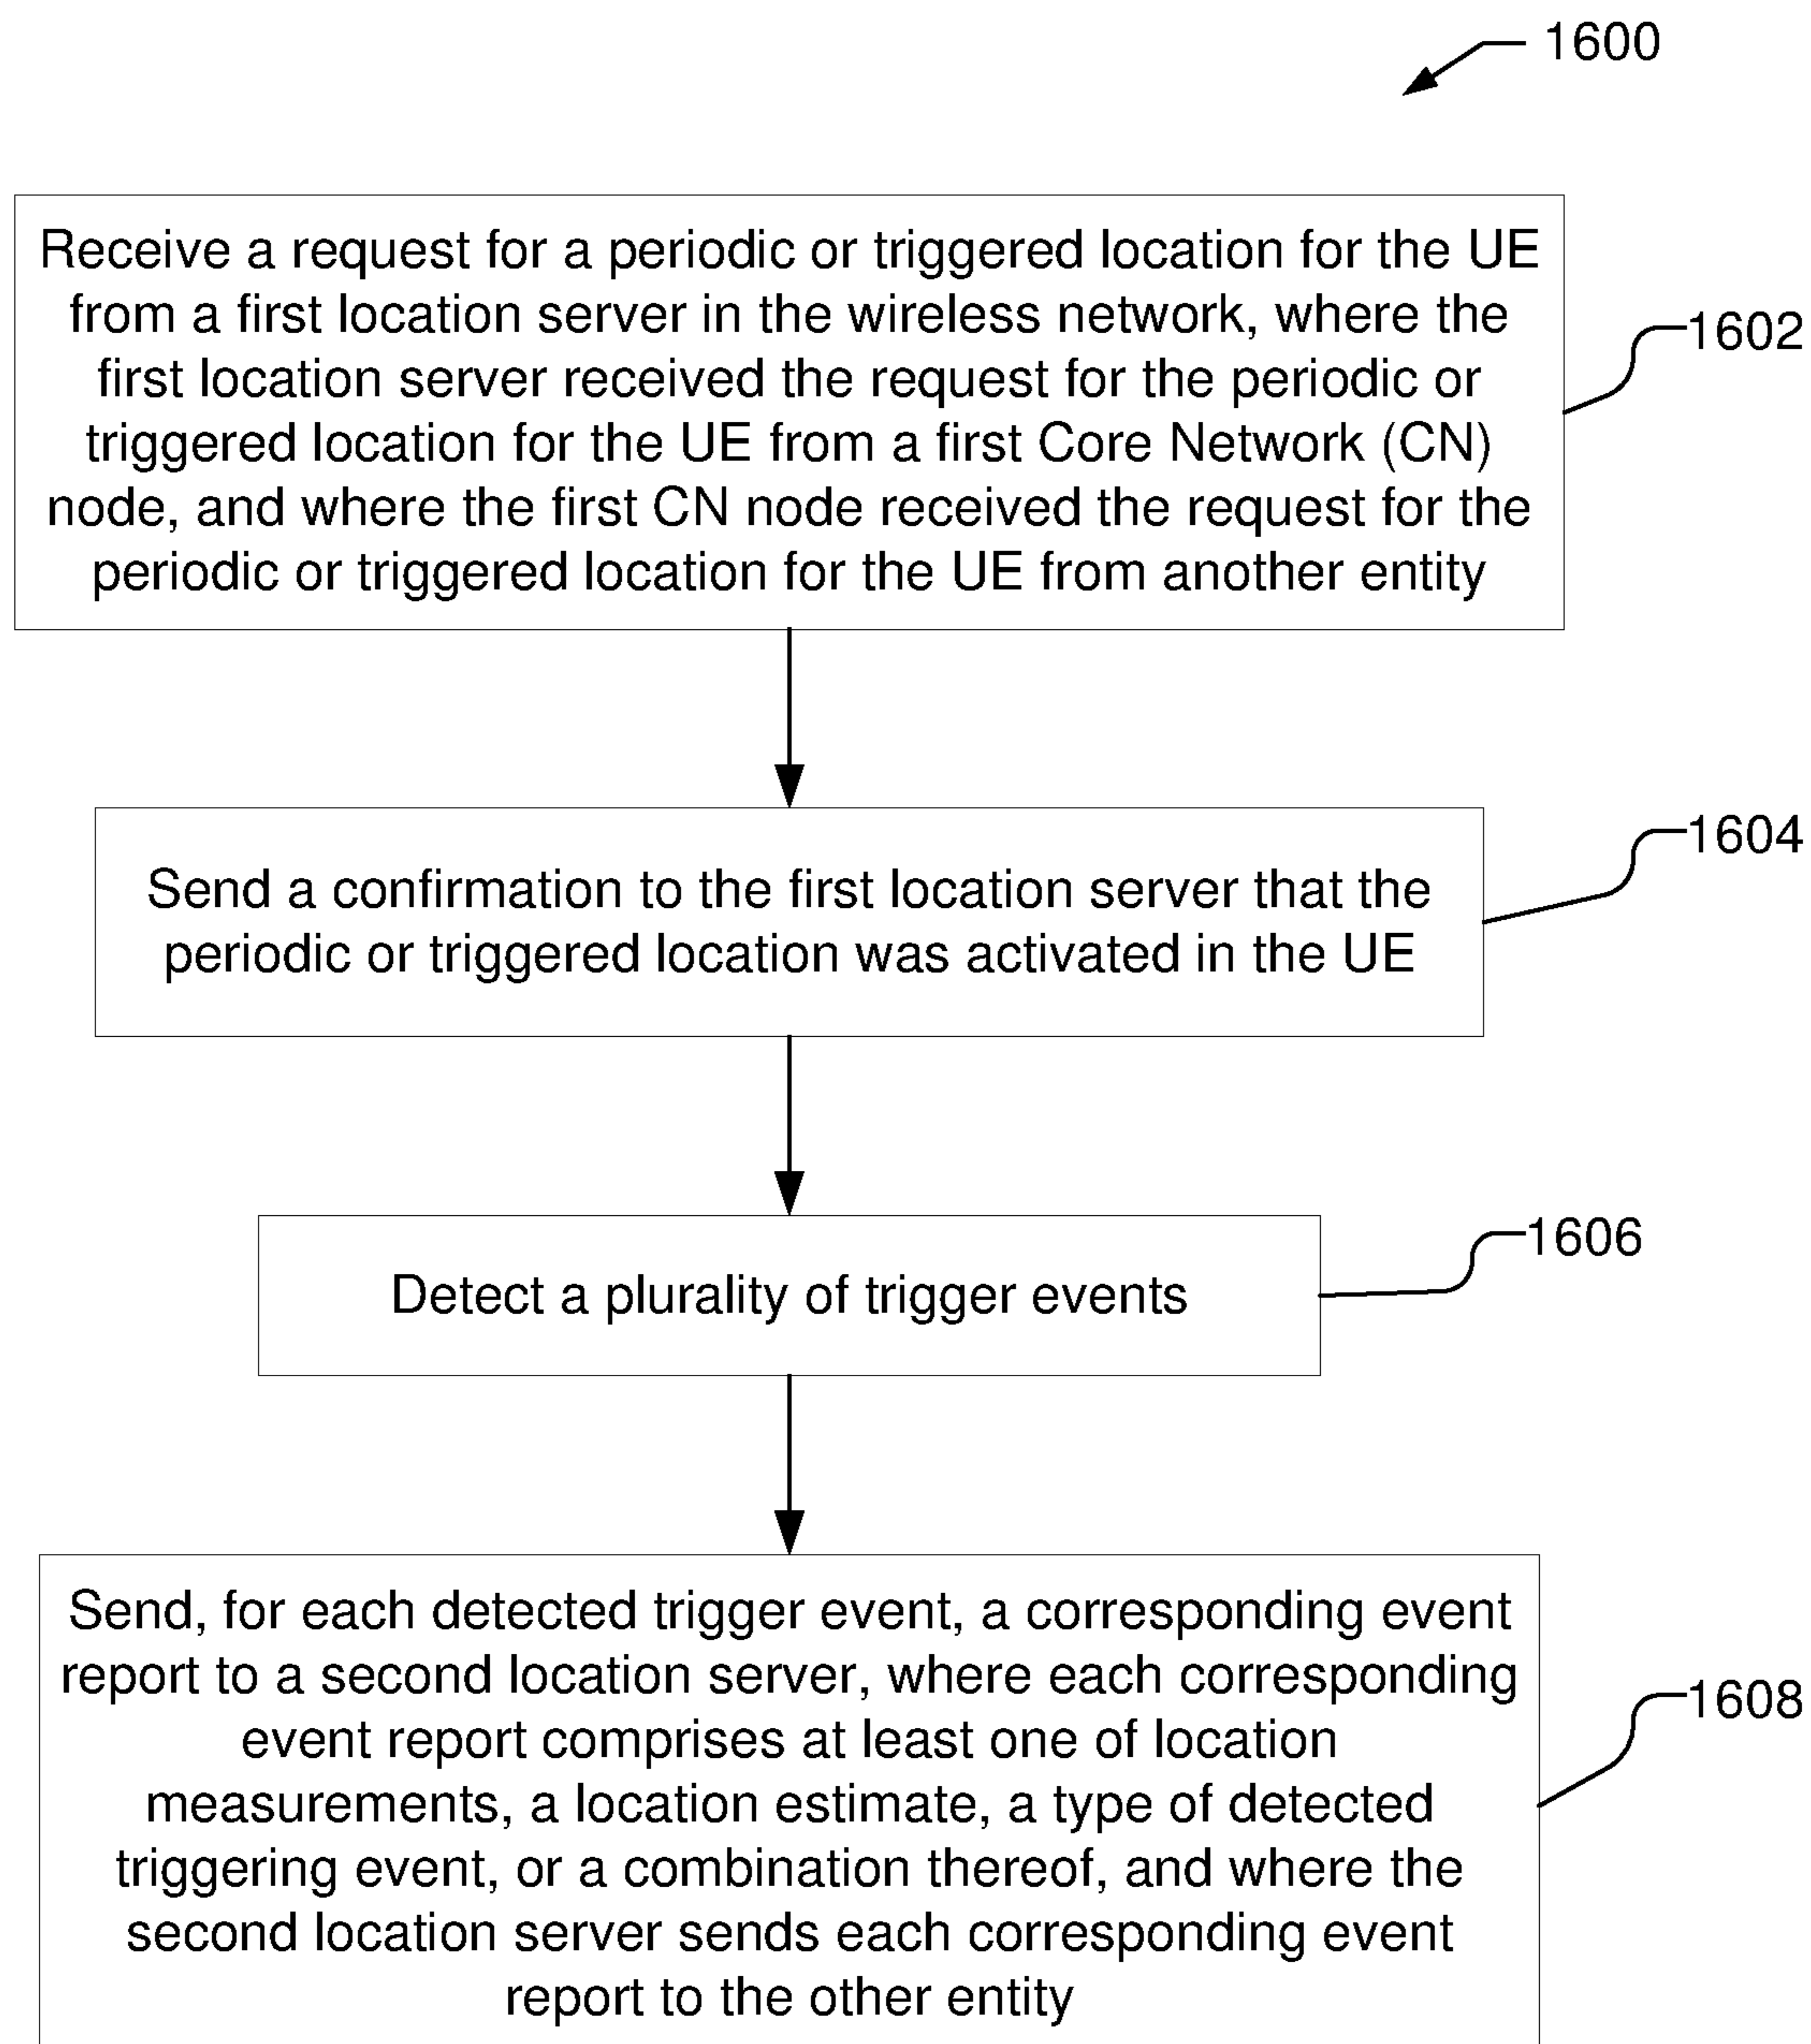 1600
Receive a request for a periodic or triggered location for the UE
from a first location server in the wireless network, where the
first location server received the request for the periodic or
triggered location for the UE from a first Core Network (CN)
node, and where the first CN node received the request for the
periodic or triggered location for the UE from another entity
1602
Send a confirmation to the first location server that the
periodic or triggered location was activated in the UE
1604
Detect a plurality of trigger events
1606
Send, for each detected trigger event, a corresponding event
report to a second location server, where each corresponding
event report comprises at least one of location
measurements, a location estimate, a type of detected
triggering event, or a combination thereof, and where the
second location server sends each corresponding event
report to the other entity
1608